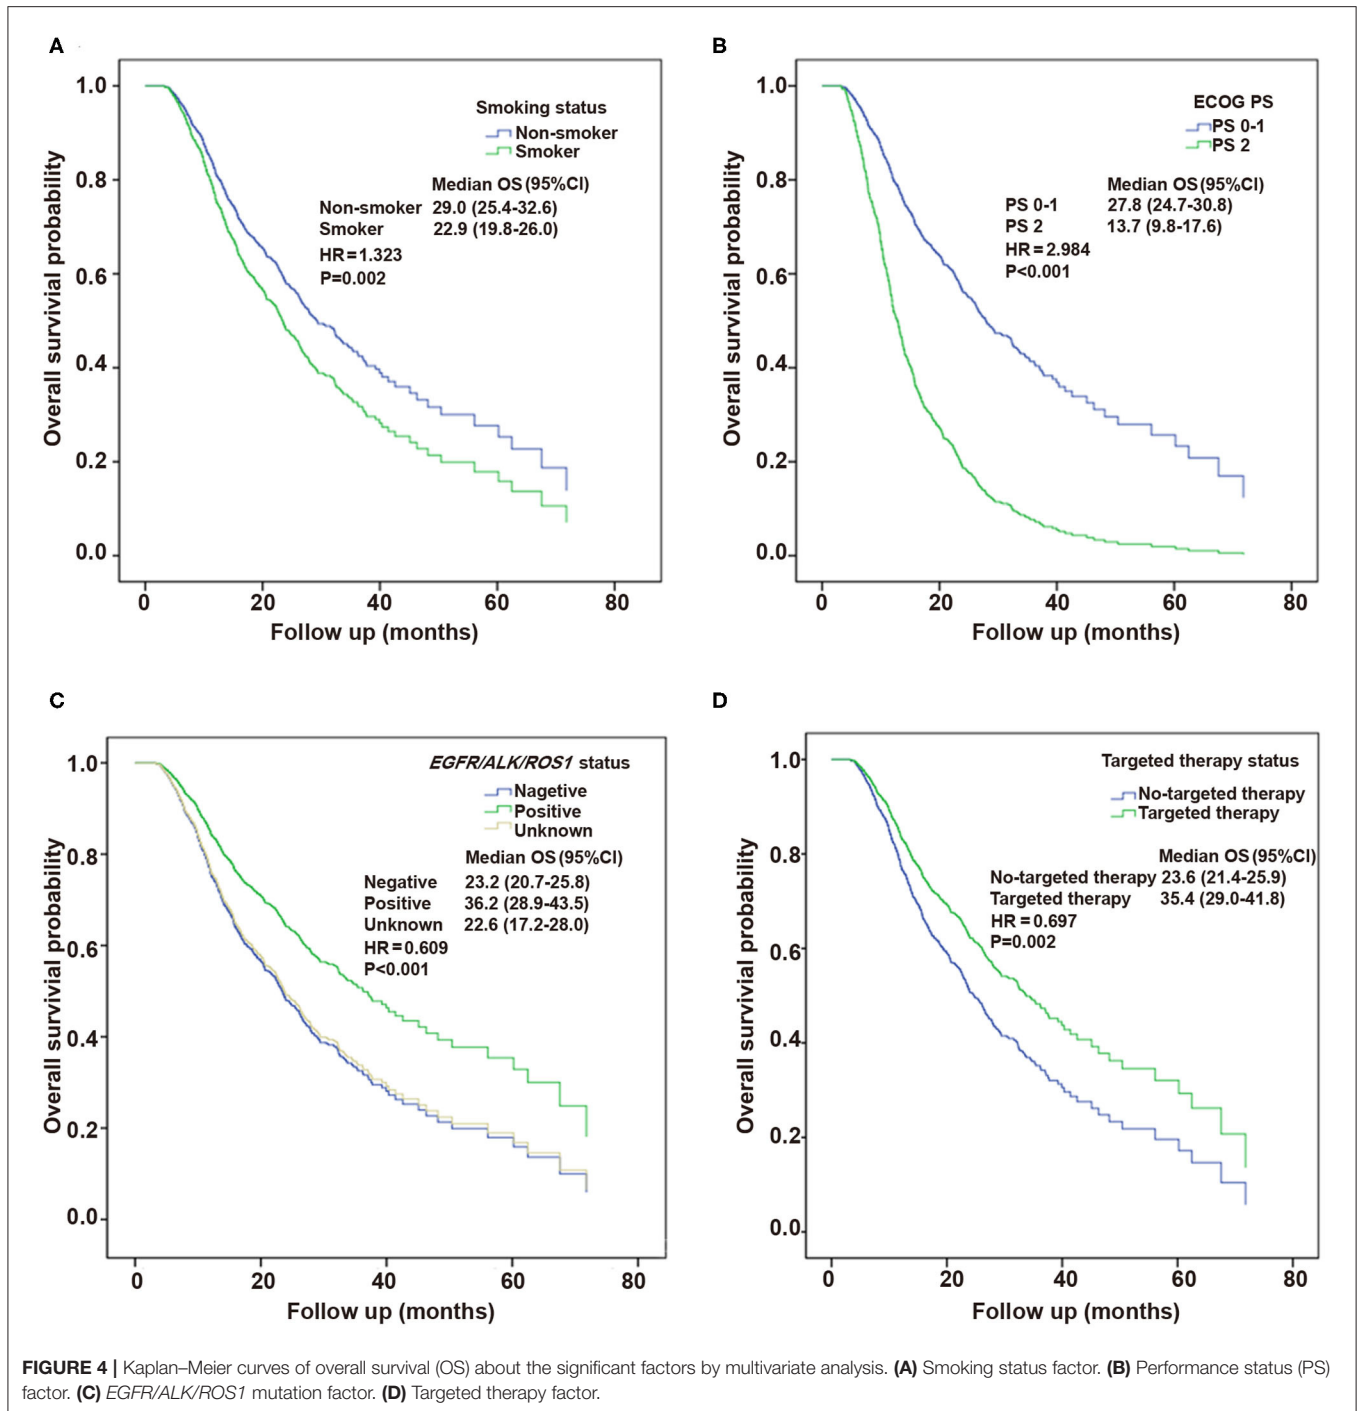 A
Overall survivial probability
1.0
0.8
0.6
0.4
0.2
0.0
Smoking status
Non-smoker
Smoker
Median OS (95%CI)
Non-smoker 29.0 (25.4-32.6)
Smoker 22.9 (19.8-26.0)
HR=1.323
P=0.002
0 20 40 60 80
Follow up (months)
B
Overall survivial probability
1.0
0.8
0.6
0.4
0.2
0.0
ECOG PS
PS 0-1
PS 2
Median OS (95%CI)
PS 0-1 27.8 (24.7-30.8)
PS 2 13.7 (9.8-17.6)
HR=2.984
P<0.001
0 20 40 60 80
Follow up (months)
C
Overall survivial probability
1.0
0.8
0.6
0.4
0.2
0.0
EGFR/ALK/ROS1 status
Nagetive
Positive
Unknown
Median OS (95%CI)
Negative 23.2 (20.7-25.8)
Positive 36.2 (28.9-43.5)
Unknown 22.6 (17.2-28.0)
HR=0.609
P<0.001
0 20 40 60 80
Follow up (months)
D
Overall survivial probability
1.0
0.8
0.6
0.4
0.2
0.0
Targeted therapy status
No-targeted therapy
Targeted therapy
Median OS (95%CI)
No-targeted therapy 23.6 (21.4-25.9)
Targeted therapy 35.4 (29.0-41.8)
HR=0.697
P=0.002
0 20 40 60 80
Follow up (months)
FIGURE 4 | Kaplan–Meier curves of overall survival (OS) about the significant factors by multivariate analysis. (A) Smoking status factor. (B) Performance status (PS)
factor. (C) EGFR/ALK/ROS1 mutation factor. (D) Targeted therapy factor.